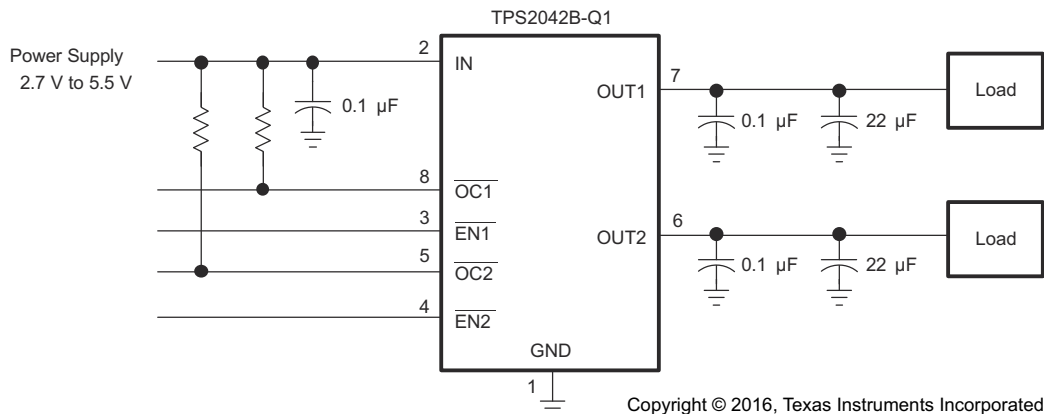 TPS2042B-Q1
Power Supply
2.7 V to 5.5 V
2
IN
0.1 µF
7
OUT1
0.1 µF
22 µF
Load
8
OC1
3
EN1
5
OC2
4
EN2
6
OUT2
0.1 µF
22 µF
Load
GND
1
Copyright © 2016, Texas Instruments Incorporated